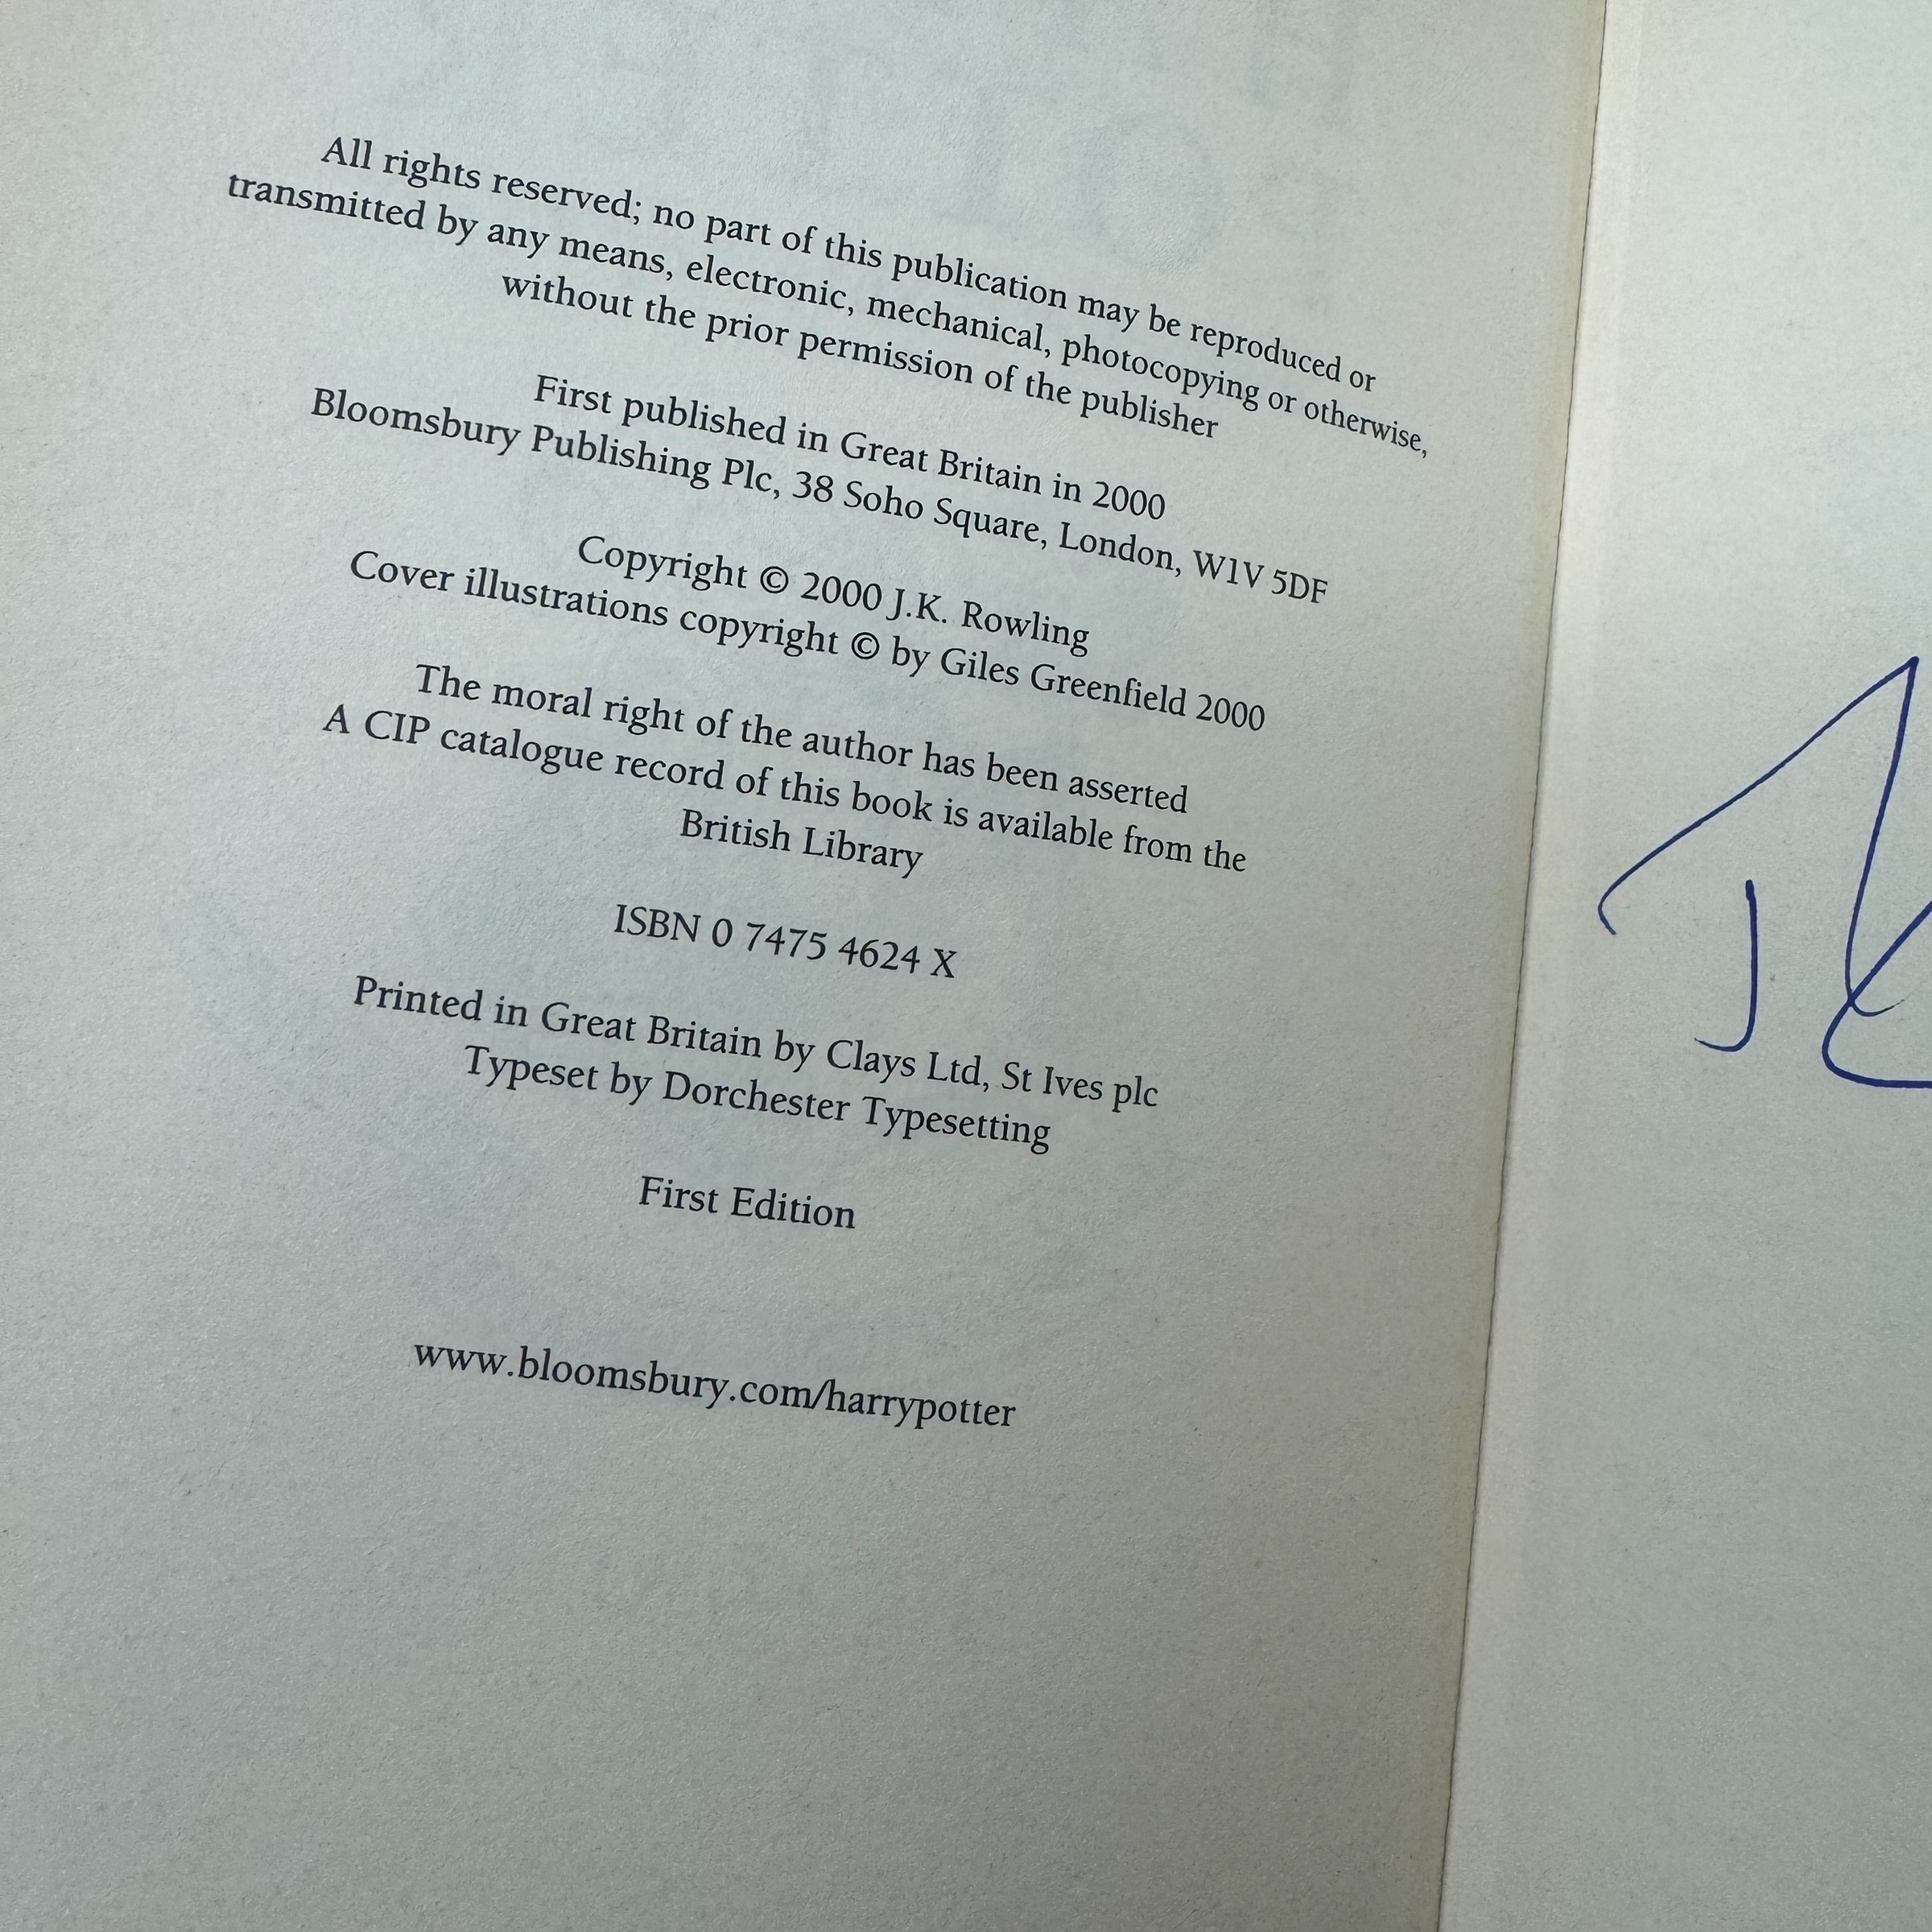 All rights reserved; no part of this publication may be reproduced or
transmitted by any means, electronic, mechanical, photocopying or otherwise,
without the prior permission of the publisher
First published in Great Britain in 2000
Bloomsbury Publishing Plc, 38 Soho Square, London, W1V 5DF
Copyright © 2000 J.K. Rowling
Cover illustrations copyright © by Giles Greenfield 2000
The moral right of the author has been asserted
A CIP catalogue record of this book is available from the
British Library
ISBN 0 7475 4624 X
Printed in Great Britain by Clays Ltd, St Ives plc
Typeset by Dorchester Typesetting
First Edition
www.bloomsbury.com/harrypotter